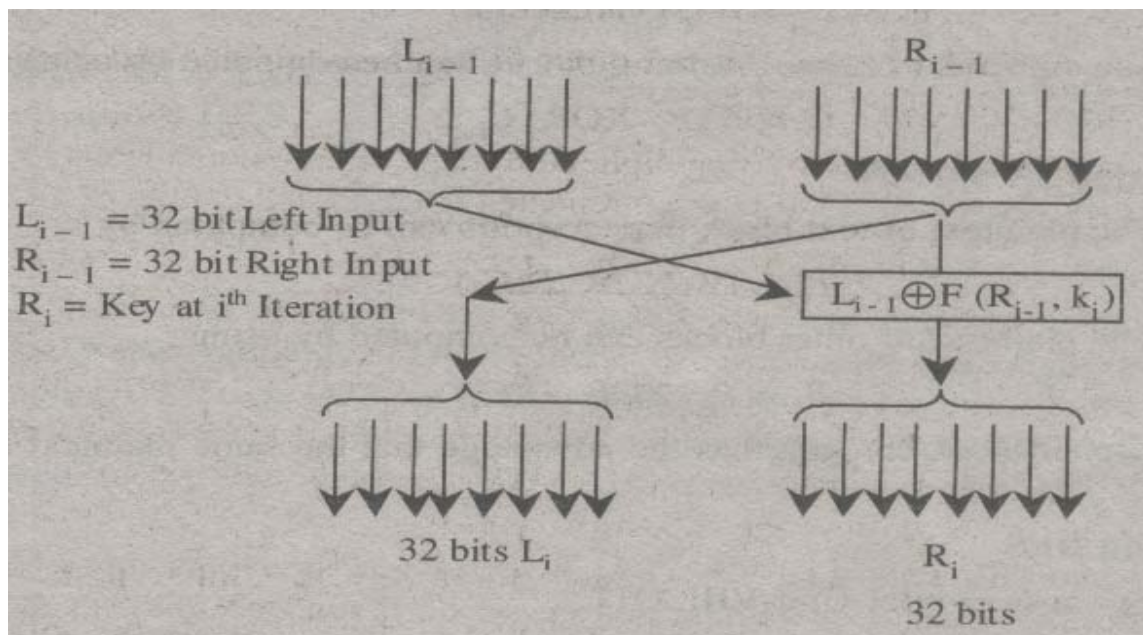 L_{i – 1}
R_{i – 1}
L_{i – 1} = 32 bit Left Input
R_{i – 1} = 32 bit Right Input
R_i = Key at i^{th} Iteration
L_{i - 1} ⊕ F (R_{i-1}, k_i)
32 bits L_i
R_i
32 bits